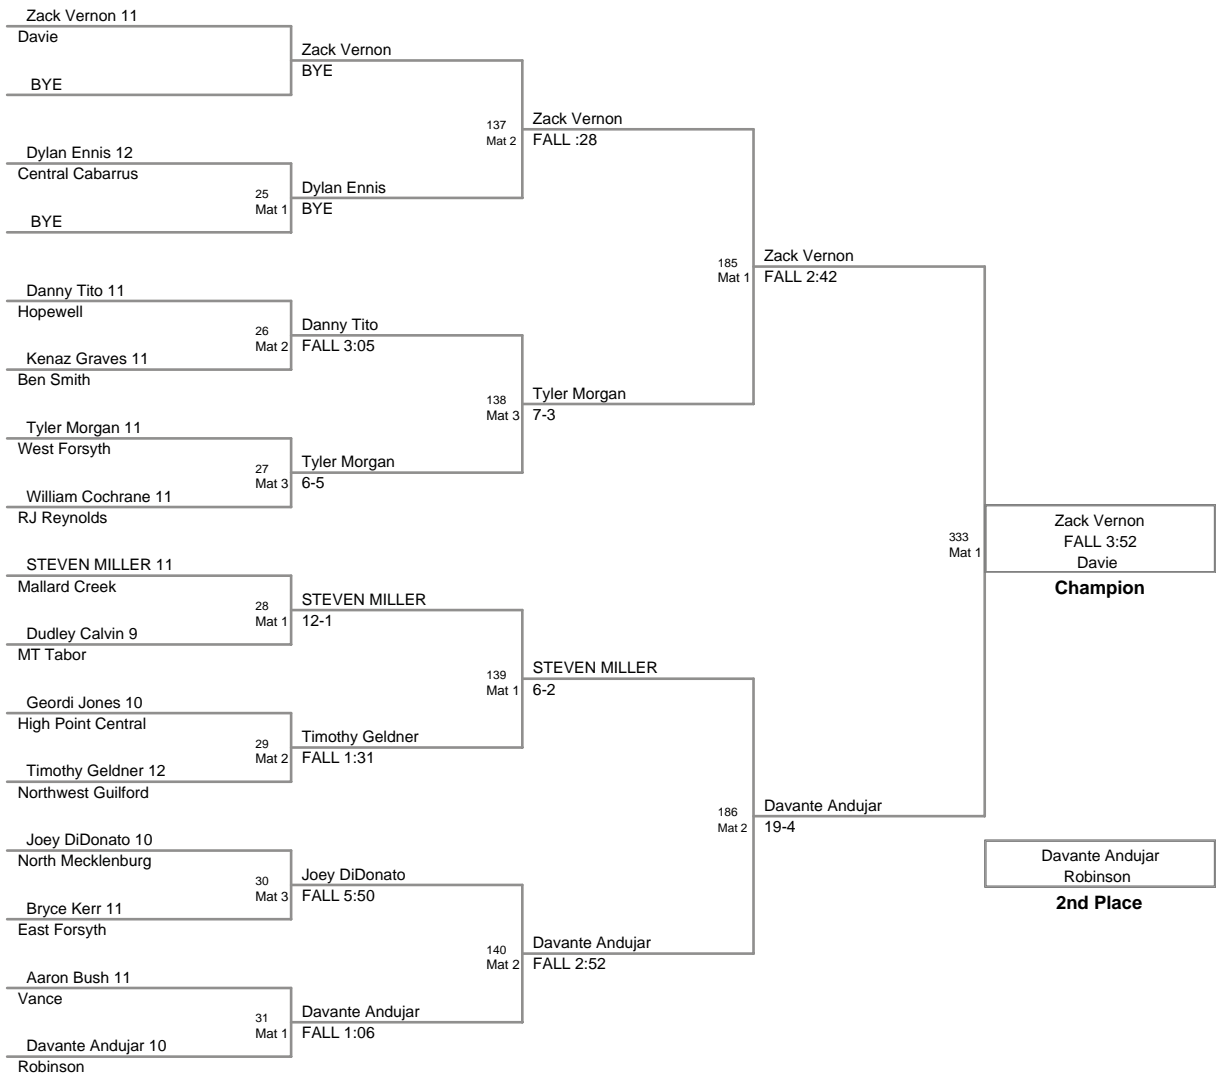 Zack Vernon 11
Davie
BYE
Dylan Ennis 12
Central Cabarrus
BYE
Danny Tito 11
Hopewell
Kenaz Graves 11
Ben Smith
Tyler Morgan 11
West Forsyth
William Cochrane 11
RJ Reynolds
STEVEN MILLER 11
Mallard Creek
Dudley Calvin 9
MT Tabor
Geordi Jones 10
High Point Central
Timothy Geldner 12
Northwest Guilford
Joey DiDonato 10
North Mecklenburg
Bryce Kerr 11
East Forsyth
Aaron Bush 11
Vance
Davante Andujar 10
Robinson
Zack Vernon
BYE
25
Mat 1
Dylan Ennis
BYE
26
Mat 2
Danny Tito
FALL 3:05
27
Mat 3
Tyler Morgan
6-5
28
Mat 1
STEVEN MILLER
12-1
29
Mat 2
Timothy Geldner
FALL 1:31
30
Mat 3
Joey DiDonato
FALL 5:50
31
Mat 1
Davante Andujar
FALL 1:06
137
Mat 2
Zack Vernon
FALL :28
138
Mat 3
Tyler Morgan
7-3
139
Mat 1
STEVEN MILLER
6-2
140
Mat 2
Davante Andujar
FALL 2:52
185
Mat 1
Zack Vernon
FALL 2:42
186
Mat 2
Davante Andujar
19-4
333
Mat 1
Zack Vernon
FALL 3:52
Davie
Champion
Davante Andujar
Robinson
2nd Place